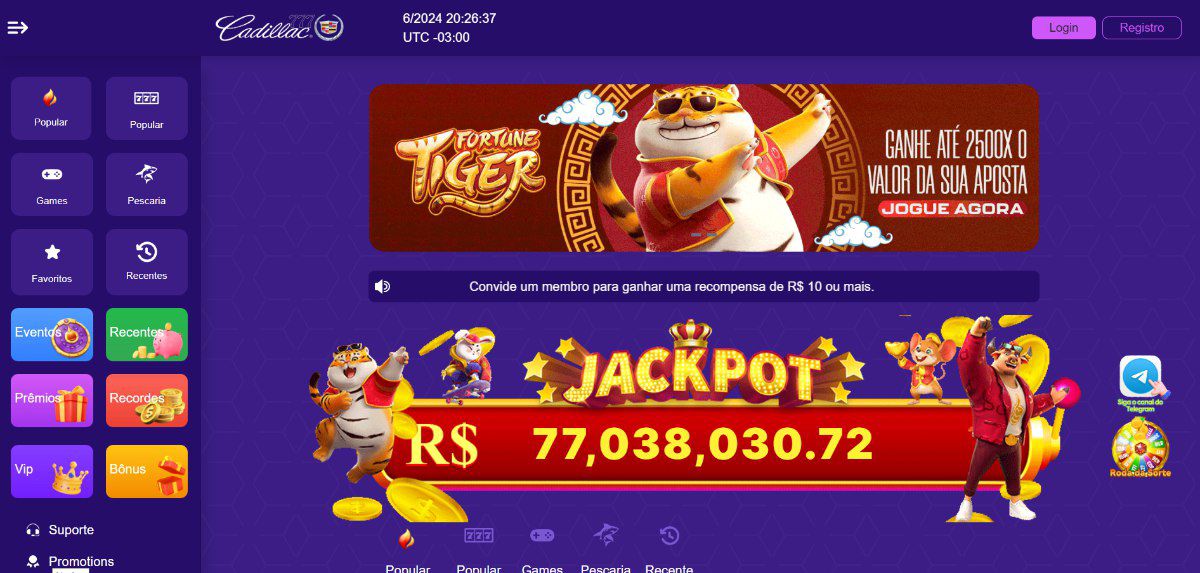 Cadillac 777
6/2024 20:26:37
UTC -03:00
Login
Registro
Popular
777
Popular
Games
Pescaria
Favoritos
Recentes
Eventos
Recentes
Prêmios
Recordes
Vip
Bônus
Suporte
Promotions
FORTUNE
TIGER
GANHE ATÉ 2500X O
VALOR DA SUA APOSTA
JOGUE AGORA
Convide um membro para ganhar uma recompensa de R$ 10 ou mais.
JACKPOT
R$ 77,038,030.72
Siga o canal do
Telegram
Roda da Sorte
777
Popular
Popular
Games
Pescaria
Recente